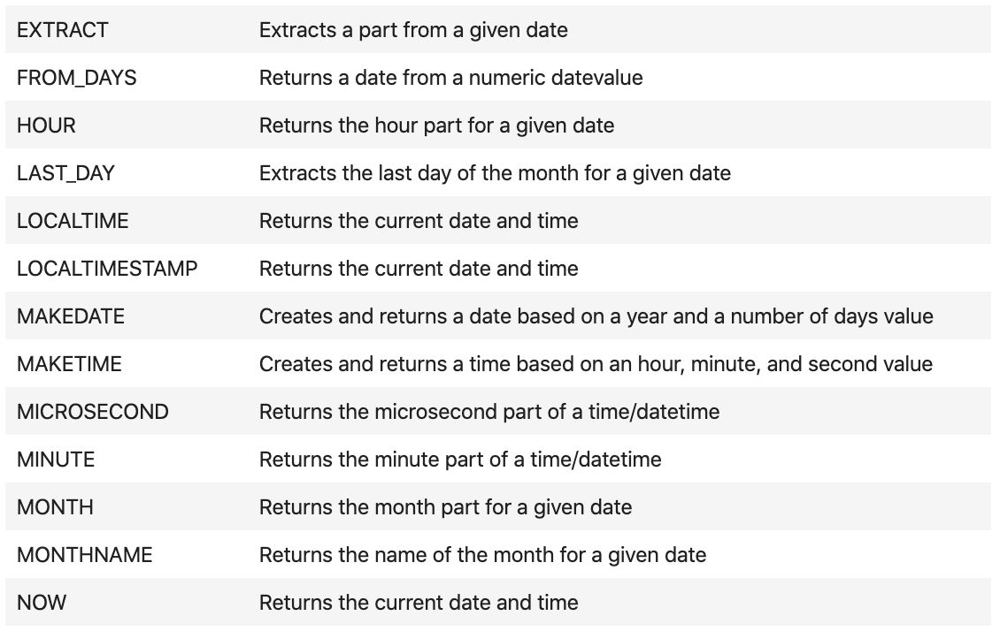 EXTRACT Extracts a part from a given date
FROM_DAYS Returns a date from a numeric datevalue
HOUR Returns the hour part for a given date
LAST_DAY Extracts the last day of the month for a given date
LOCALTIME Returns the current date and time
LOCALTIMESTAMP Returns the current date and time
MAKEDATE Creates and returns a date based on a year and a number of days value
MAKETIME Creates and returns a time based on an hour, minute, and second value
MICROSECOND Returns the microsecond part of a time/datetime
MINUTE Returns the minute part of a time/datetime
MONTH Returns the month part for a given date
MONTHNAME Returns the name of the month for a given date
NOW Returns the current date and time